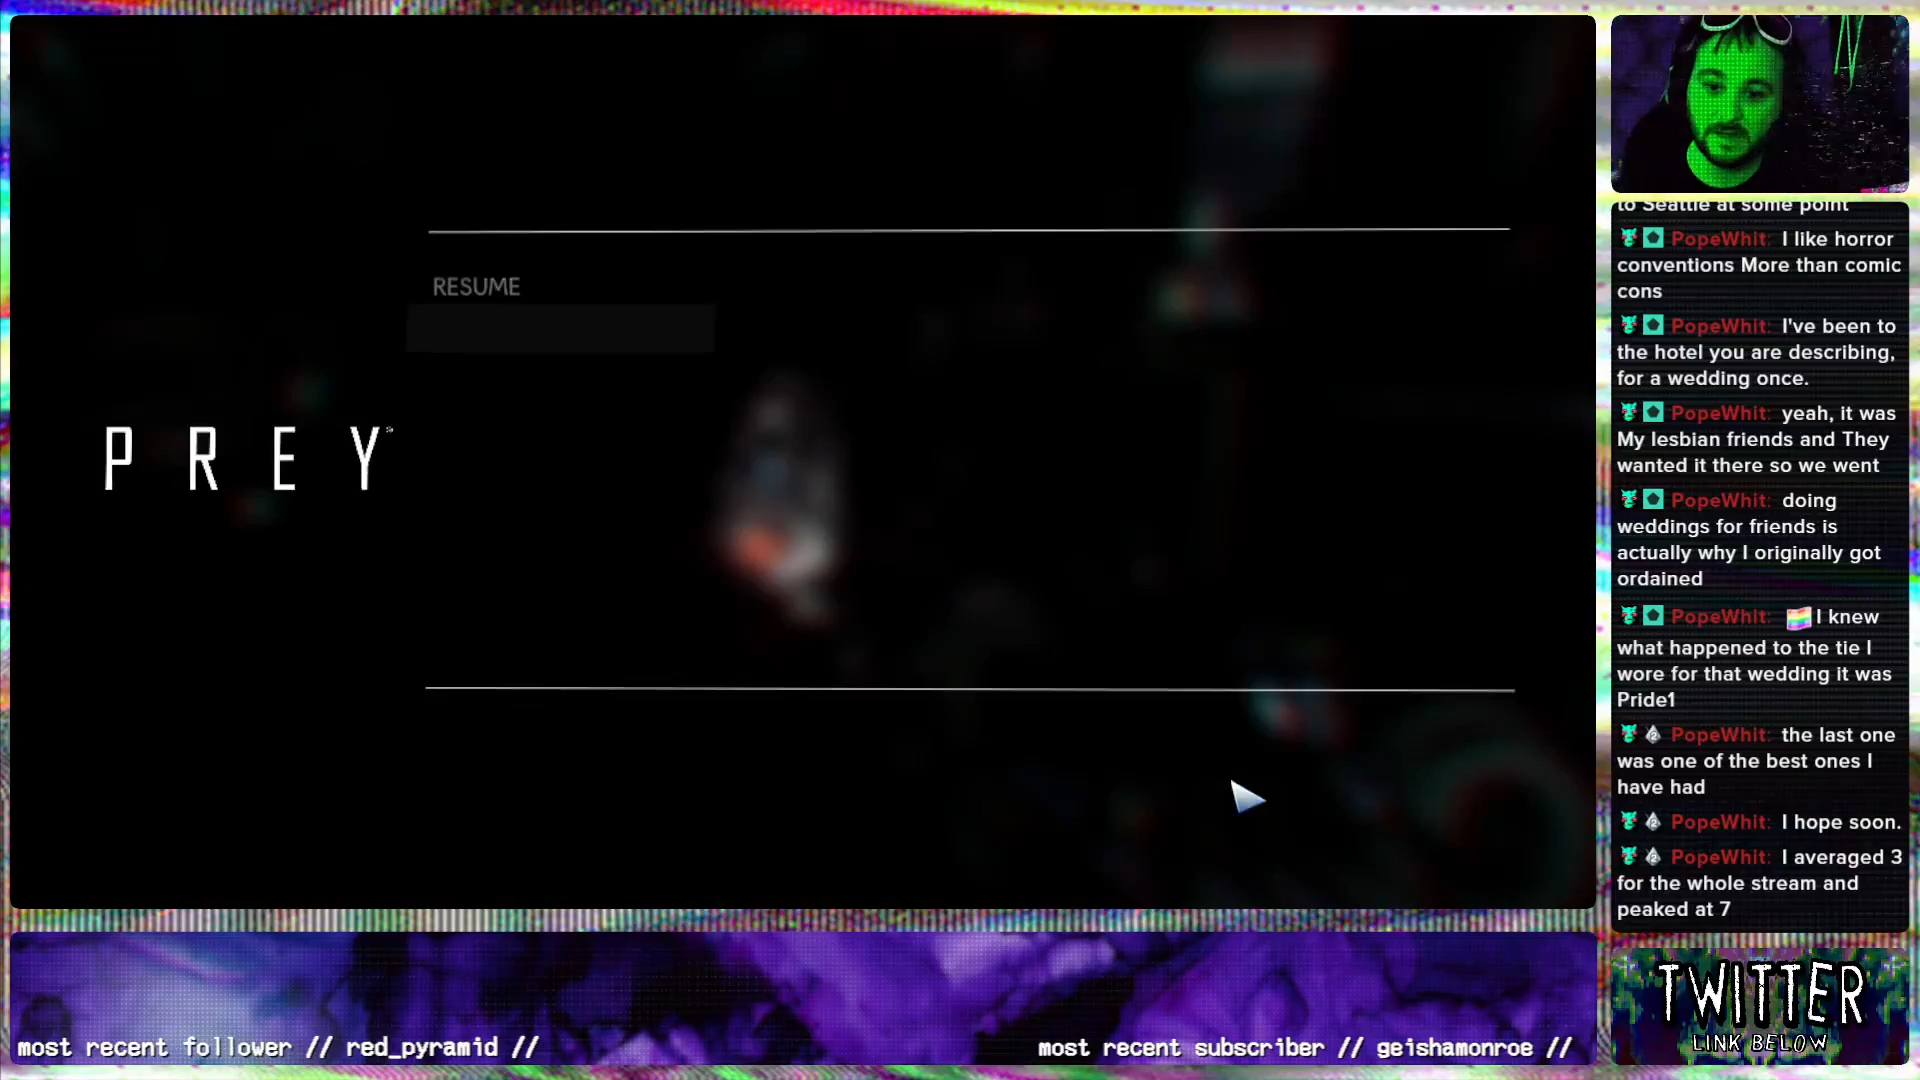 RESUME
P R E Y
to Seattle at some point
PopeWhit: I like horror
conventions More than comic
cons
PopeWhit: I've been to
the hotel you are describing,
for a wedding once.
PopeWhit: yeah, it was
My lesbian friends and They
wanted it there so we went
PopeWhit: doing
weddings for friends is
actually why I originally got
ordained
PopeWhit: I knew
what happened to the tie I
wore for that wedding it was
Pride1
PopeWhit: the last one
was one of the best ones I
have had
PopeWhit: I hope soon.
PopeWhit: I averaged 3
for the whole stream and
peaked at 7
most recent follower // red_pyramid //
most recent subscriber // geishamonroe //
TWITTER
LINK BELOW